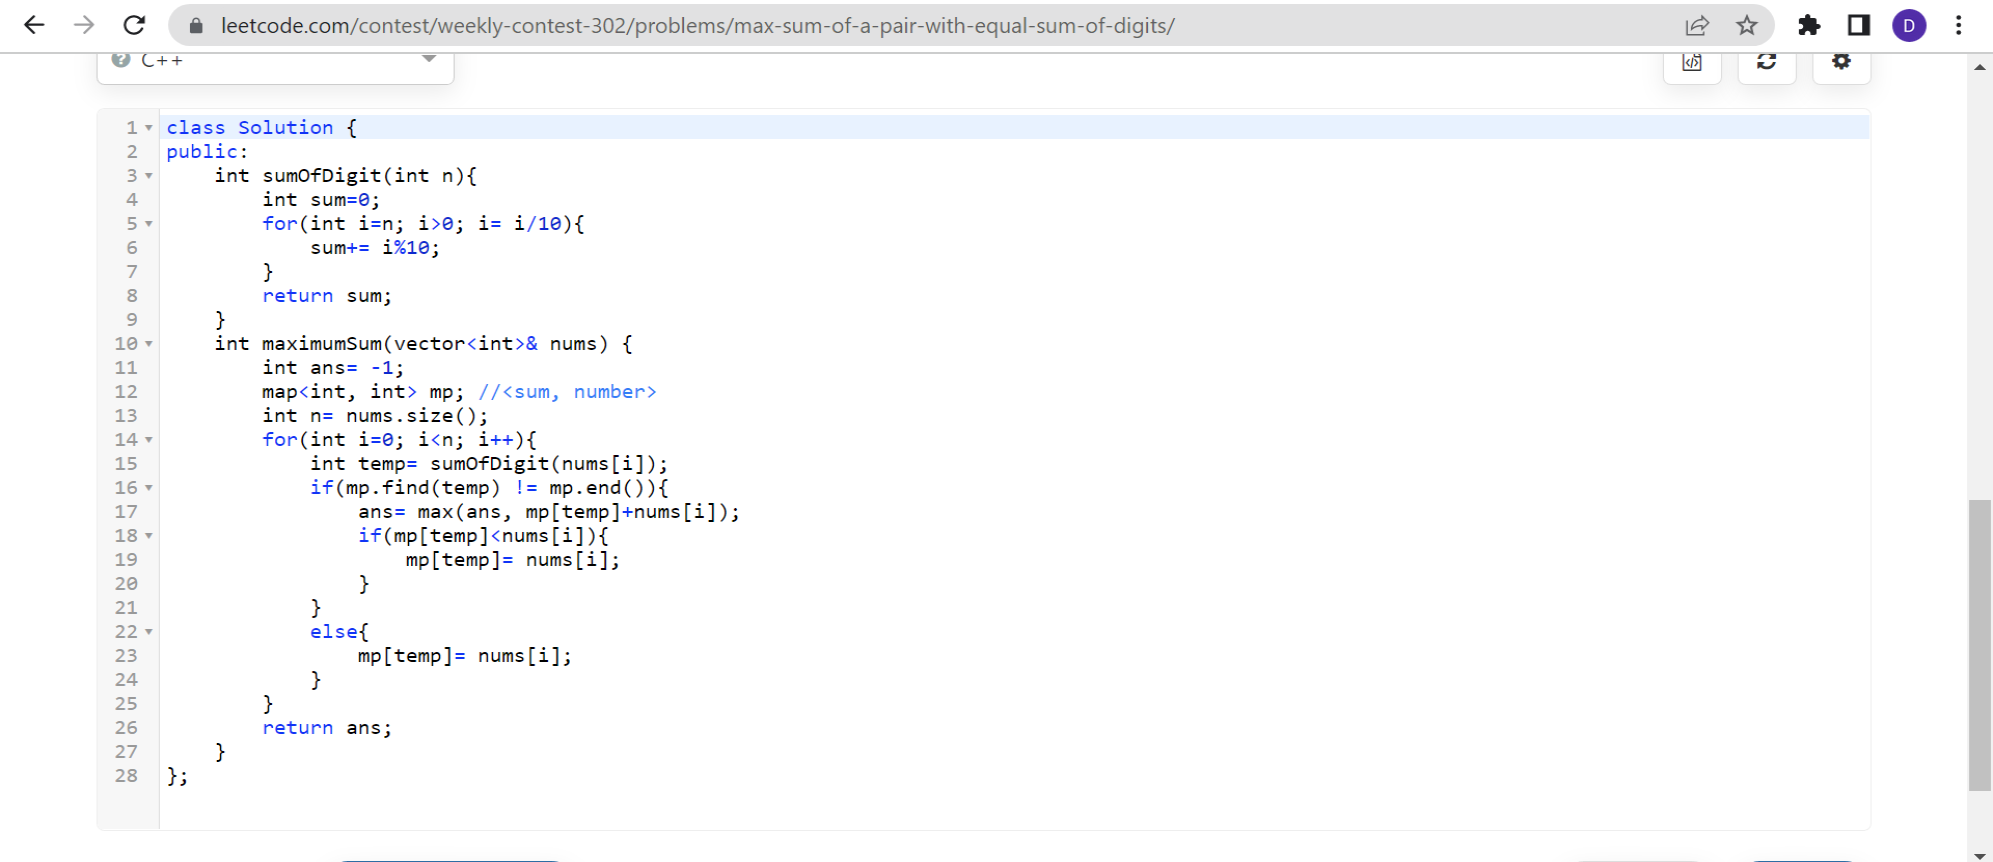 leetcode.com/contest/weekly-contest-302/problems/max-sum-of-a-pair-with-equal-sum-of-digits/
D
? C++
</>
1 class Solution {
2 public:
3     int sumOfDigit(int n){
4         int sum=0;
5         for(int i=n; i>0; i= i/10){
6             sum+= i%10;
7         }
8         return sum;
9     }
10     int maximumSum(vector<int>& nums) {
11         int ans= -1;
12         map<int, int> mp; //<sum, number>
13         int n= nums.size();
14         for(int i=0; i<n; i++){
15             int temp= sumOfDigit(nums[i]);
16             if(mp.find(temp) != mp.end()){
17                 ans= max(ans, mp[temp]+nums[i]);
18                 if(mp[temp]<nums[i]){
19                     mp[temp]= nums[i];
20                 }
21             }
22             else{
23                 mp[temp]= nums[i];
24             }
25         }
26         return ans;
27     }
28 };